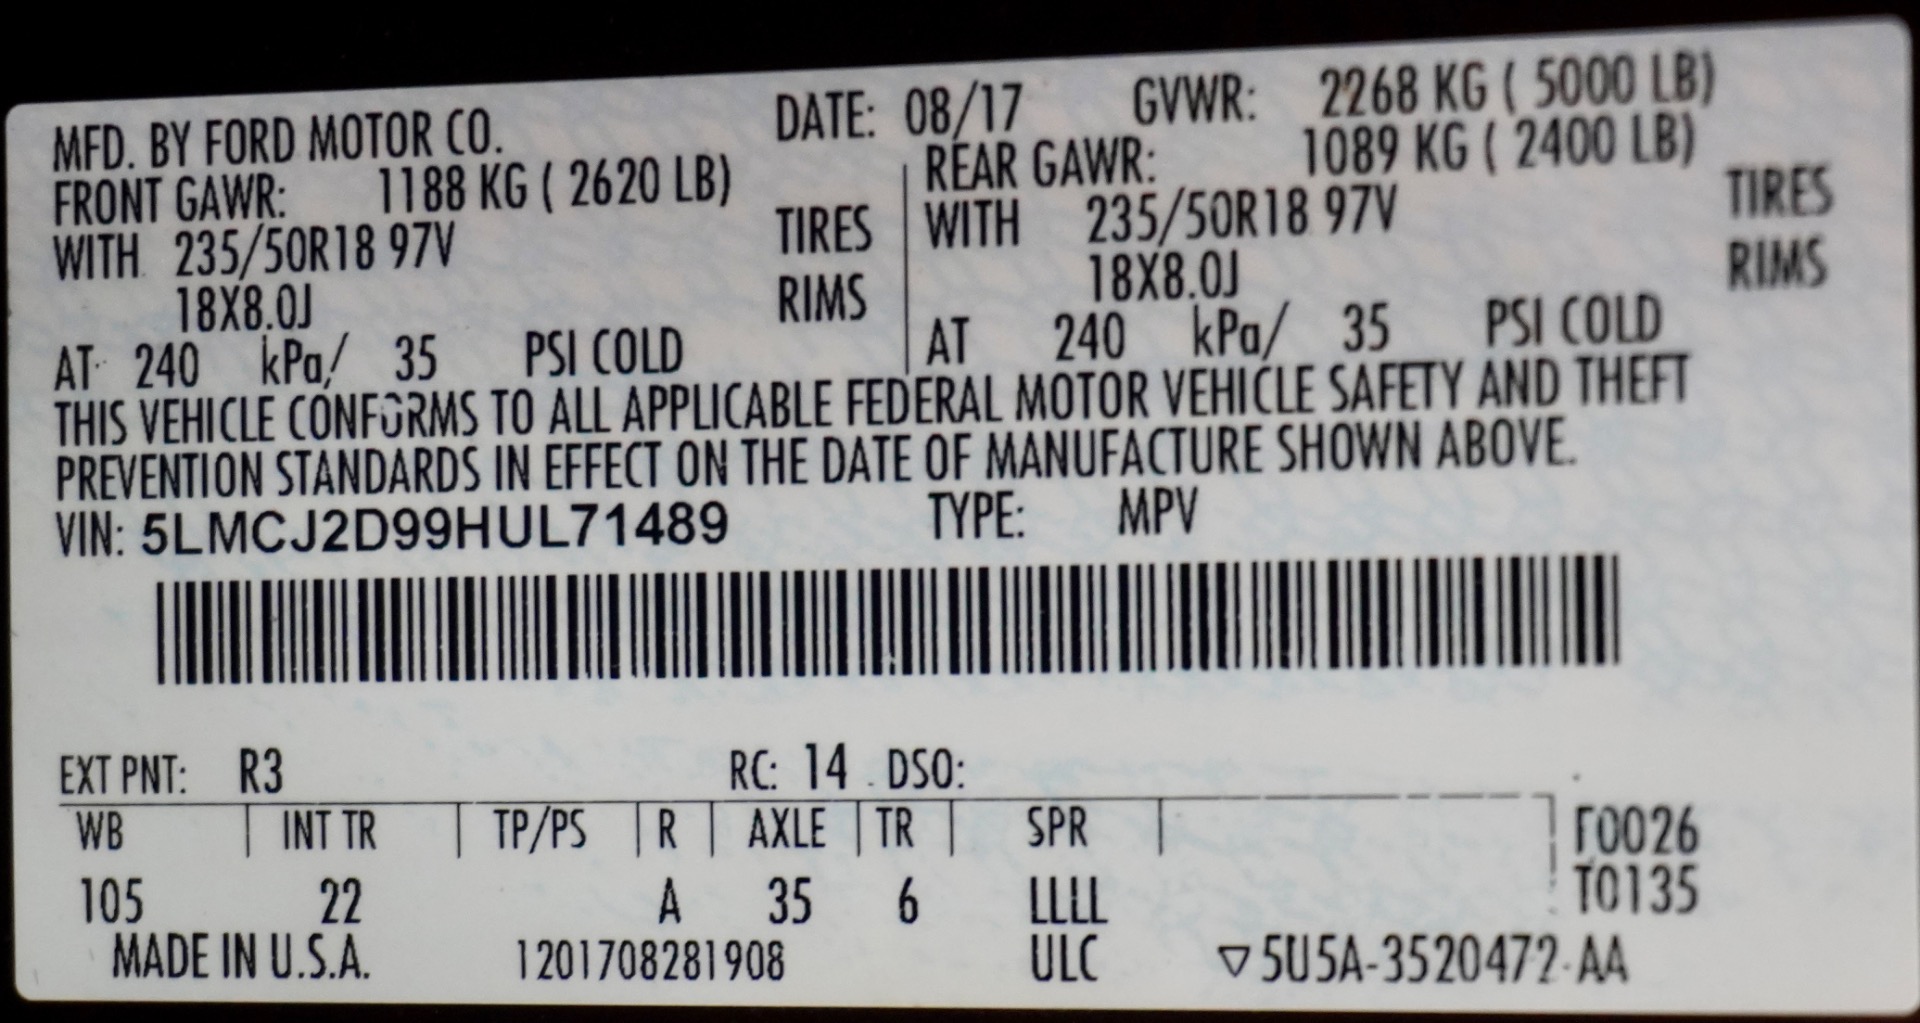 MFD. BY FORD MOTOR CO. DATE: 08/17 GVWR: 2268 KG ( 5000 LB)
FRONT GAWR: 1188 KG ( 2620 LB) REAR GAWR: 1089 KG ( 2400 LB)
WITH 235/50R18 97V TIRES WITH 235/50R18 97V TIRES
18X8.0J RIMS 18X8.0J RIMS
AT 240 kPa/ 35 PSI COLD AT 240 kPa/ 35 PSI COLD
THIS VEHICLE CONFORMS TO ALL APPLICABLE FEDERAL MOTOR VEHICLE SAFETY AND THEFT
PREVENTION STANDARDS IN EFFECT ON THE DATE OF MANUFACTURE SHOWN ABOVE.
VIN: 5LMCJ2D99HUL71489 TYPE: MPV
EXT PNT: R3 RC: 14 DSO:
WB INT TR TP/PS R AXLE TR SPR F0026
105 22 A 35 6 LLLL T0135
MADE IN U.S.A. 1201708281908 ULC ▽5U5A-3520472-AA